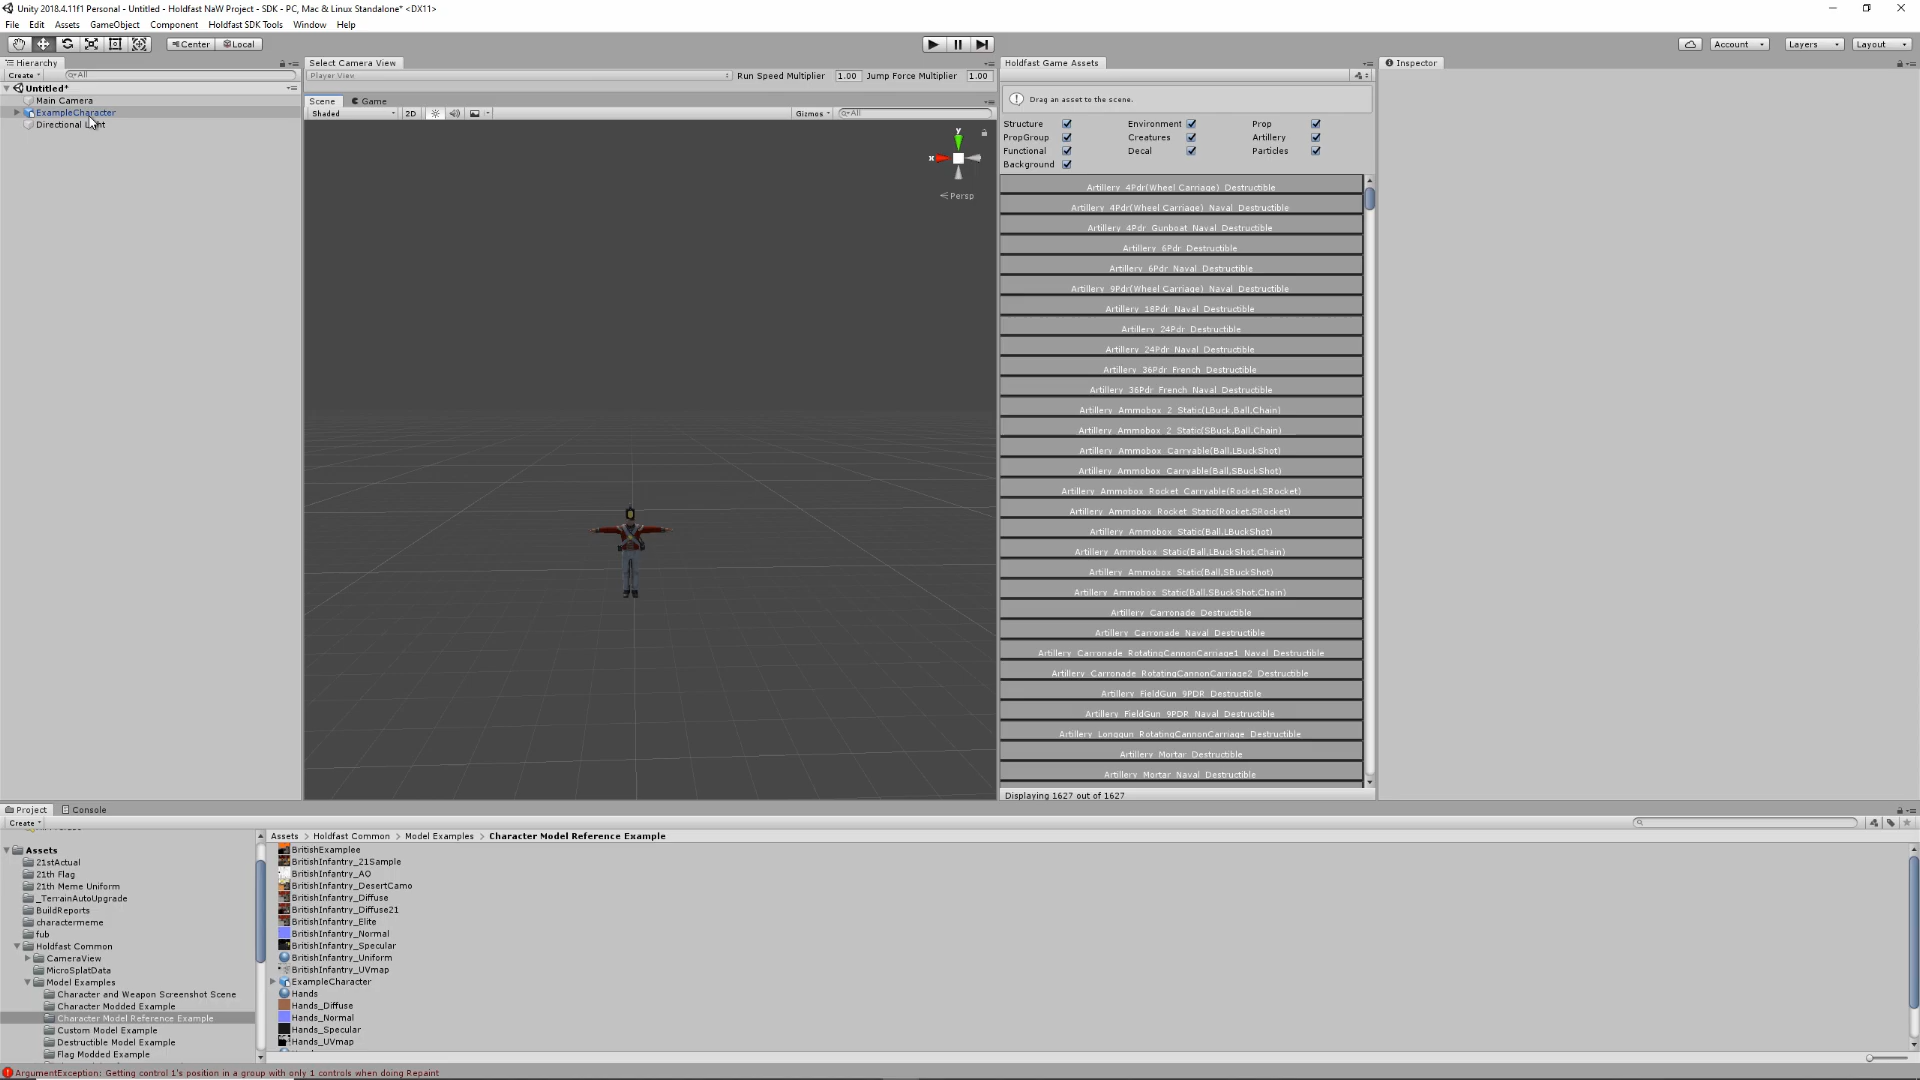 Unity 2018.4.11f1 Personal - Untitled - Holdfast NaW Project - SDK - PC, Mac & Linux Standalone* <DX11>
File Edit Assets GameObject Component Holdfast SDK Tools Window Help
Center Local Account Layers Layout
Hierarchy
Create All
Untitled*
Main Camera
ExampleCharacter
Directional Light
Select Camera View
Player View Run Speed Multiplier 1.00 Jump Force Multiplier 1.00
Scene Game
Shaded 2D Gizmos All
y
x
Persp
Holdfast Game Assets
Drag an asset to the scene.
Structure Environment Prop
PropGroup Creatures Artillery
Functional Decal Particles
Background
Artillery_4Pdr(Wheel Carriage)_Destructible
Artillery_4Pdr(Wheel Carriage)_Naval_Destructible
Artillery_4Pdr_Gunboat_Naval_Destructible
Artillery_6Pdr_Destructible
Artillery_6Pdr_Naval_Destructible
Artillery_9Pdr(Wheel Carriage)_Naval_Destructible
Artillery_18Pdr_Naval_Destructible
Artillery_24Pdr_Destructible
Artillery_24Pdr_Naval_Destructible
Artillery_36Pdr_French_Destructible
Artillery_36Pdr_French_Naval_Destructible
Artillery_Ammobox_2_Static(LBuck,Ball,Chain)
Artillery_Ammobox_2_Static(SBuck,Ball,Chain)
Artillery_Ammobox_Carryable(Ball,LBuckShot)
Artillery_Ammobox_Carryable(Ball,SBuckShot)
Artillery_Ammobox_Rocket_Carryable(Rocket,SRocket)
Artillery_Ammobox_Rocket_Static(Rocket,SRocket)
Artillery_Ammobox_Static(Ball,LBuckShot)
Artillery_Ammobox_Static(Ball,LBuckShot,Chain)
Artillery_Ammobox_Static(Ball,SBuckShot)
Artillery_Ammobox_Static(Ball,SBuckShot,Chain)
Artillery_Carronade_Destructible
Artillery_Carronade_Naval_Destructible
Artillery_Carronade_RotatingCannonCarriage1_Naval_Destructible
Artillery_Carronade_RotatingCannonCarriage2_Destructible
Artillery_FieldGun_9PDR_Destructible
Artillery_FieldGun_9PDR_Naval_Destructible
Artillery_Longgun_RotatingCannonCarriage_Destructible
Artillery_Mortar_Destructible
Artillery_Mortar_Naval_Destructible
Displaying 1627 out of 1627
Inspector
Project Console
Create
Assets
21stActual
21th Flag
21th Meme Uniform
_TerrainAutoUpgrade
BuildReports
charactermeme
fub
Holdfast Common
CameraView
MicroSplatData
Model Examples
Character and Weapon Screenshot Scene
Character Modded Example
Character Model Reference Example
Custom Model Example
Destructible Model Example
Flag Modded Example
Assets > Holdfast Common > Model Examples > Character Model Reference Example
BritishExamplee
BritishInfantry_21Sample
BritishInfantry_AO
BritishInfantry_DesertCamo
BritishInfantry_Diffuse
BritishInfantry_Diffuse21
BritishInfantry_Elite
BritishInfantry_Normal
BritishInfantry_Specular
BritishInfantry_Uniform
BritishInfantry_UVmap
ExampleCharacter
Hands
Hands_Diffuse
Hands_Normal
Hands_Specular
Hands_UVmap
ArgumentException: Getting control 1's position in a group with only 1 controls when doing Repaint